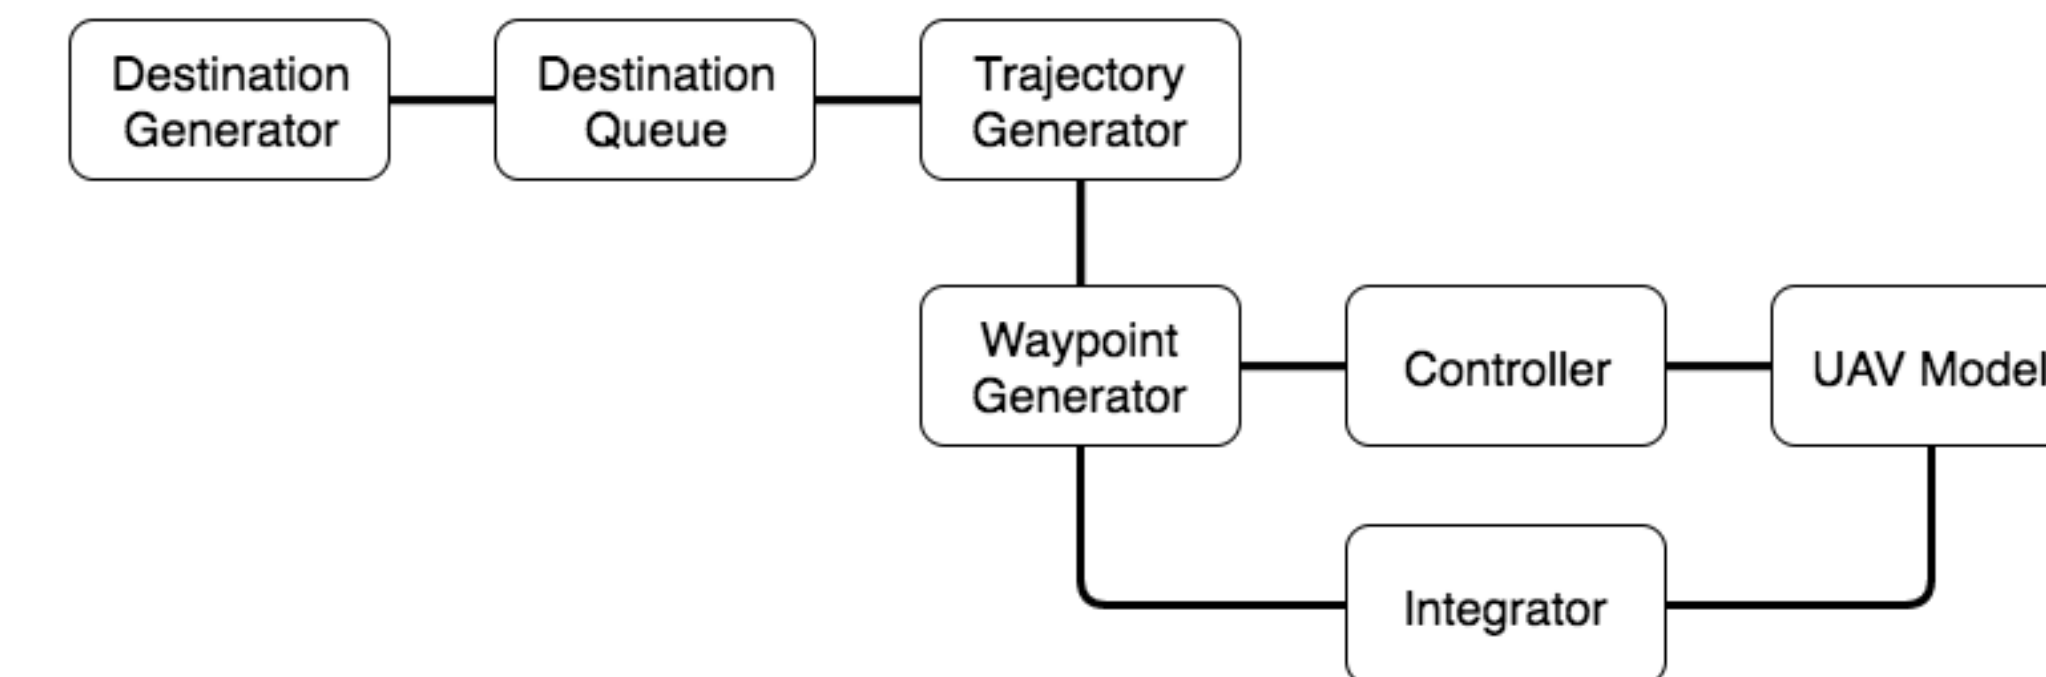 Destination
Generator
Destination
Queue
Trajectory
Generator
Waypoint
Generator
Controller
UAV Model
Integrator